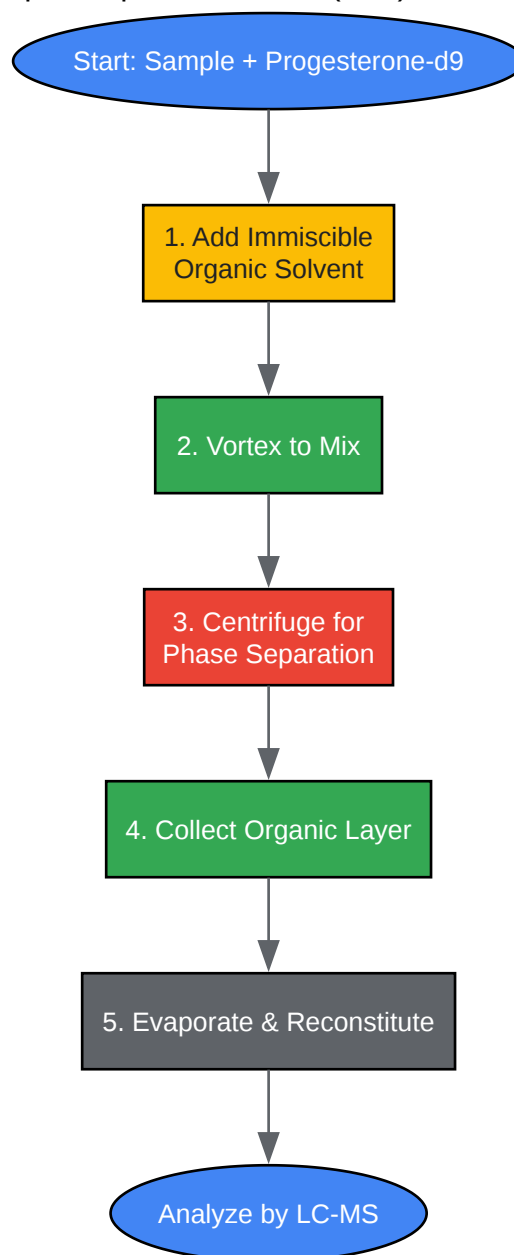 Start: Sample + Progesterone-d9
1. Add Immiscible
Organic Solvent
2. Vortex to Mix
3. Centrifuge for
Phase Separation
4. Collect Organic Layer
5. Evaporate & Reconstitute
Analyze by LC-MS